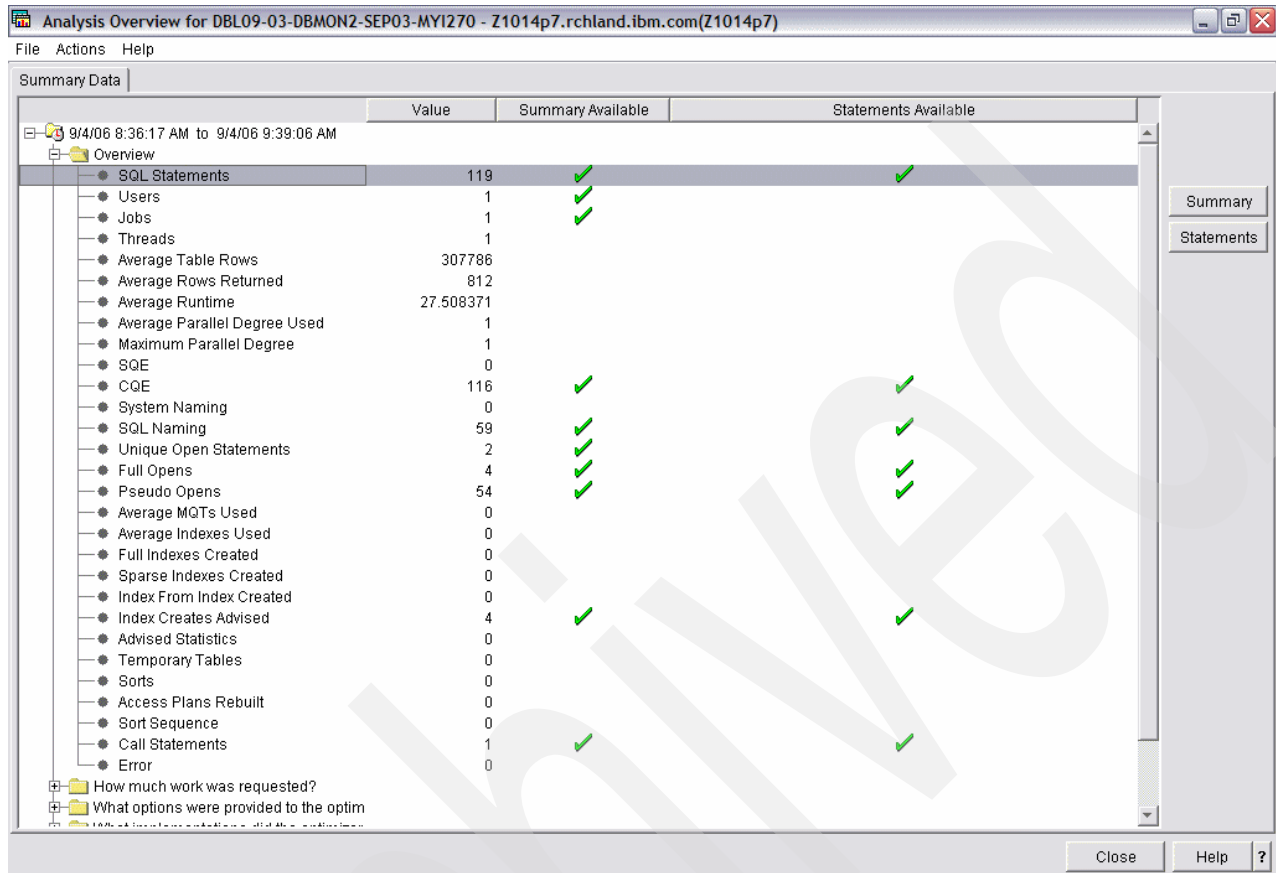 Analysis Overview for DBL09-03-DBMON2-SEP03-MYI270 - Z1014p7.rchland.ibm.com(Z1014p7)
File Actions Help
Summary Data
Value Summary Available Statements Available
9/4/06 8:36:17 AM to 9/4/06 9:39:06 AM
Overview
SQL Statements 119
Users 1
Summary
Jobs 1
Threads 1
Statements
Average Table Rows 307786
Average Rows Returned 812
Average Runtime 27.508371
Average Parallel Degree Used 1
Maximum Parallel Degree 1
SQE 0
CQE 116
System Naming 0
SQL Naming 59
Unique Open Statements 2
Full Opens 4
Pseudo Opens 54
Average MQTs Used 0
Average Indexes Used 0
Full Indexes Created 0
Sparse Indexes Created 0
Index From Index Created 0
Index Creates Advised 4
Advised Statistics 0
Temporary Tables 0
Sorts 0
Access Plans Rebuilt 0
Sort Sequence 0
Call Statements 1
Error 0
How much work was requested?
What options were provided to the optim
Close Help ?